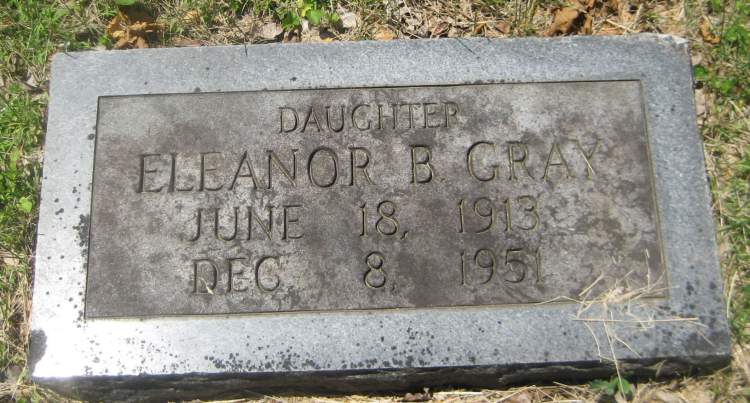 DAUGHTER
ELEANOR B. GRAY
JUNE 18, 1913
DEC. 8, 1951